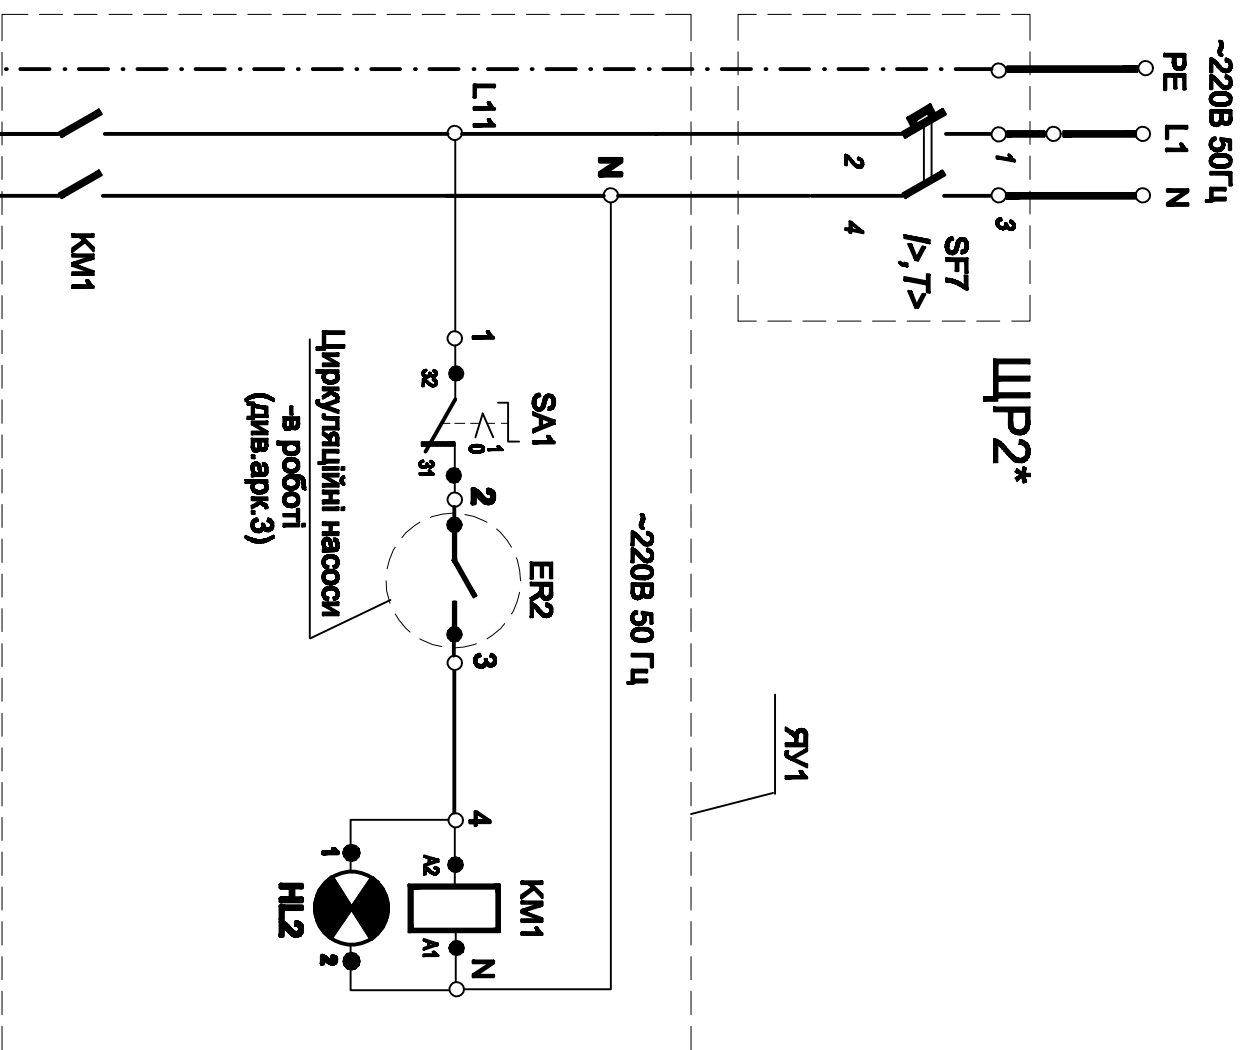 ~220В 50Гц
PE
L1
N
1
3
2
4
SF7
I>,T>
ЩР2*
L11
N
KM1
1
32
SA1
1
0
31
2
ER2
3
Циркуляційні насоси
-в роботі
(див.арк.3)
~220В 50 Гц
ЯУ1
4
A2
KM1
A1
N
1
HL2
2